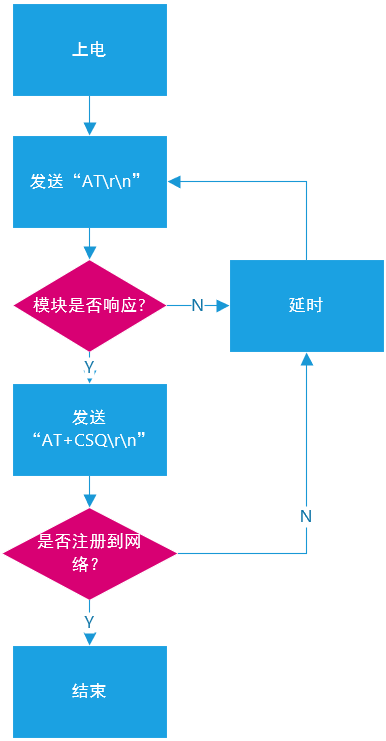 上电
发送“AT\r\n”
模块是否响应?
N
延时
Y
发送
“AT+CSQ\r\n”
是否注册到网
络?
N
Y
结束